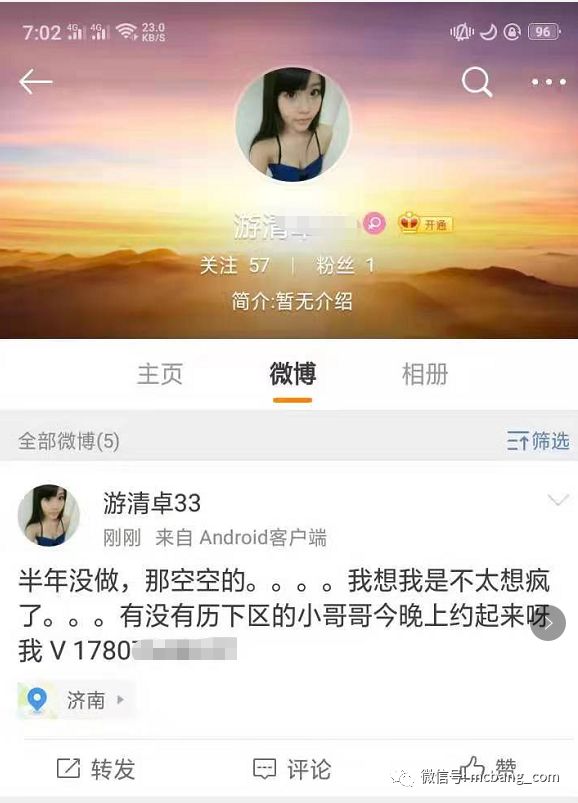 7:02 4G 4G 23.0 KB/S 96
游清
开通
关注 57 | 粉丝 1
简介:暂无介绍
主页 微博 相册
全部微博(5) 筛选
游清卓33
刚刚 来自 Android客户端
半年没做，那空空的。。。。我想我是不太想疯
了。。。有没有历下区的小哥哥今晚上约起来呀
我 V 1780
济南
转发 评论 赞
微信号: mcbang_com